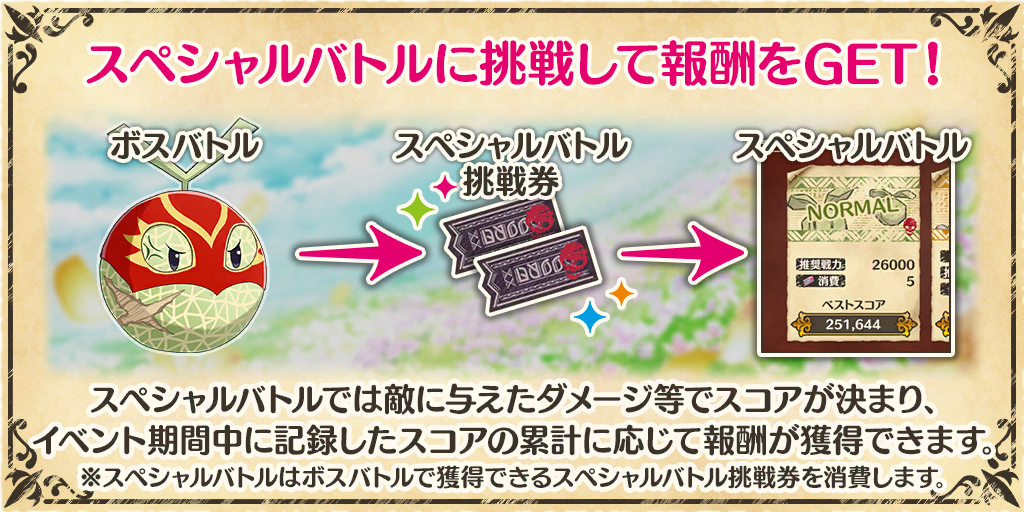 スペシャルバトルに挑戦して報酬をGET!
ボスバトル
スペシャルバトル
挑戦券
スペシャルバトル
NORMAL
推奨戦力 26000
消費 5
ベストスコア
251,644
スペシャルバトルでは敵に与えたダメージ等でスコアが決まり、
イベント期間中に記録したスコアの累計に応じて報酬が獲得できます。
※スペシャルバトルはボスバトルで獲得できるスペシャルバトル挑戦券を消費します。